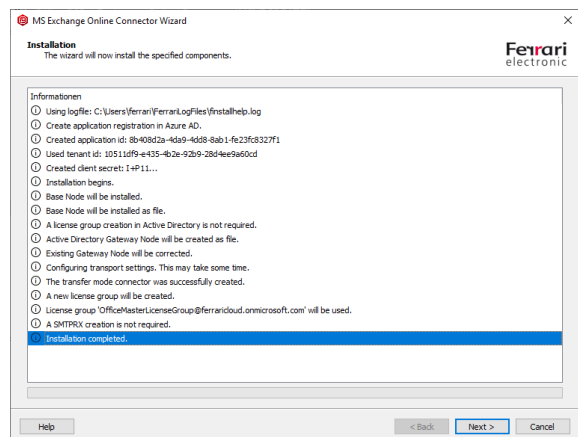 MS Exchange Online Connector Wizard
Installation
The wizard will now install the specified components.
Ferrari
electronic
Informationen
Using logfile: C:\Users\ferrari\FerrariLogFiles\finstallhelp.log
Create application registration in Azure AD.
Created application id: 8b408d2a-4da9-4dd8-8ab1-fe23fc8327f1
Used tenant id: 10511df9-e435-4b2e-92b9-28d4ee9a60cd
Created client secret: I+P11...
Installation begins.
Base Node will be installed.
Base Node will be installed as file.
A license group creation in Active Directory is not required.
Active Directory Gateway Node will be created as file.
Existing Gateway Node will be corrected.
Configuring transport settings. This may take some time.
The transfer mode connector was successfully created.
A new license group will be created.
License group 'OfficeMasterLicenseGroup@ferraricloud.onmicrosoft.com' will be used.
A SMTPRX creation is not required.
Installation completed.
Help
< Back
Next >
Cancel